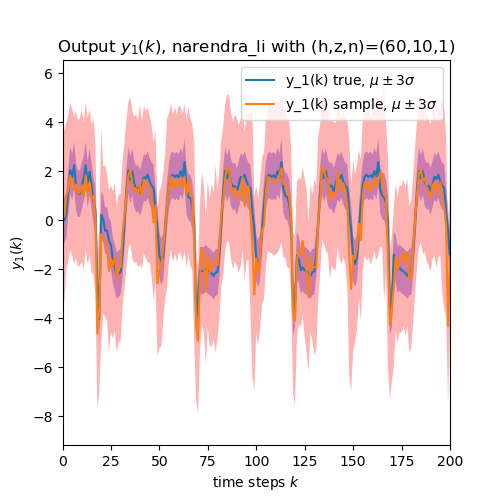 Output y₁(k), narendra_li with (h,z,n)=(60,10,1)
y_1(k) true, μ ± 3σ
y_1(k) sample, μ ± 3σ
6
4
2
0
−2
−4
−6
−8
y₁(k)
0 25 50 75 100 125 150 175 200
time steps k